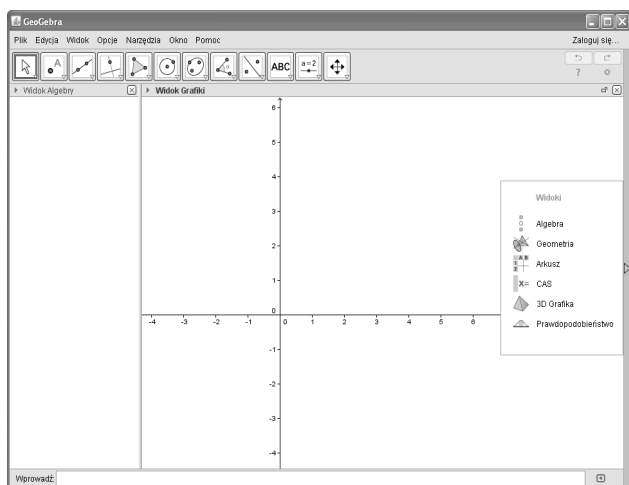 GeoGebra
Plik Edycja Widok Opcje Narzędzia Okno Pomoc
Zaloguj się...
A
ABC
a=2
?
Widok Algebry
Widok Grafiki
6
5
4
3
2
1
0
-4 -3 -2 -1 0 1 2 3 4 5 6
-1
-2
-3
-4
Widoki
Algebra
Geometria
A B
1
2
Arkusz
X= CAS
3D Grafika
Prawdopodobieństwo
Wprowadź: